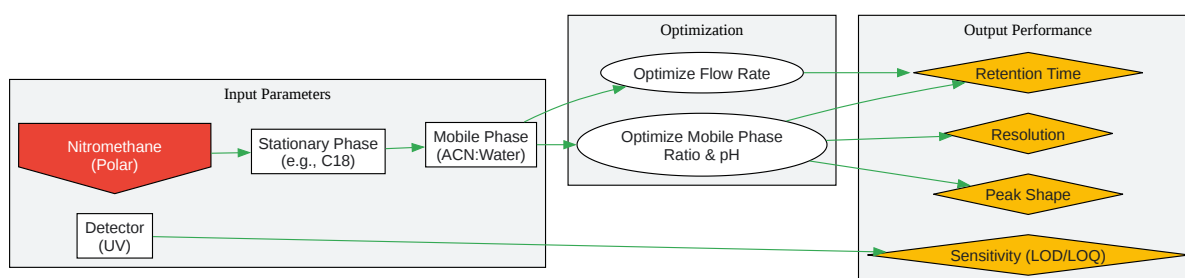 Input Parameters
Nitromethane
(Polar)
Stationary Phase
(e.g., C18)
Mobile Phase
(ACN:Water)
Detector
(UV)
Optimization
Optimize Flow Rate
Optimize Mobile Phase
Ratio & pH
Output Performance
Retention Time
Resolution
Peak Shape
Sensitivity (LOD/LOQ)